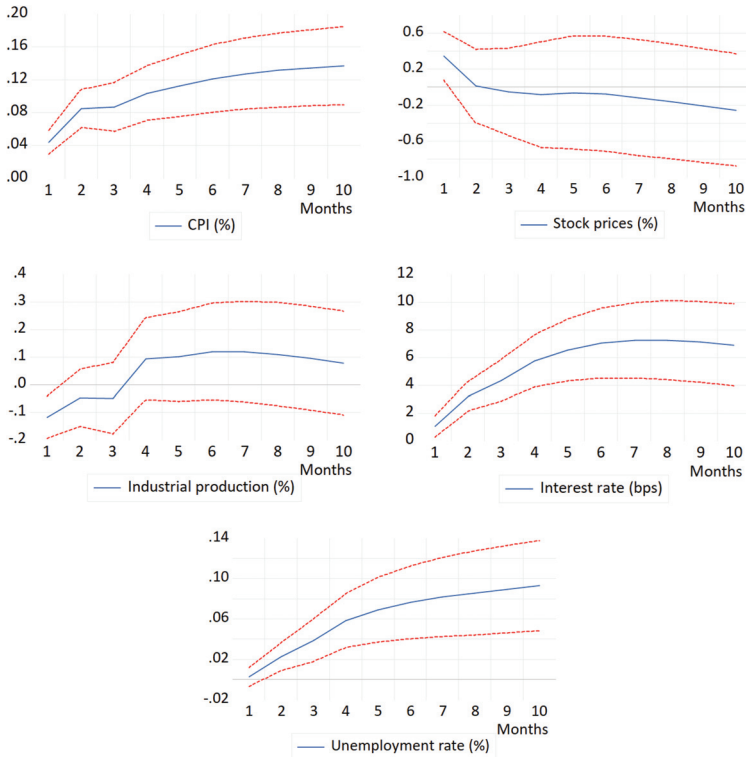 .20
.16
.12
.08
.04
.00
1 2 3 4 5 6 7 8 9 10
Months
CPI (%)
0.6
0.2
-0.2
-0.6
-1.0
1 2 3 4 5 6 7 8 9 10
Months
Stock prices (%)
.4
.3
.2
.1
.0
-.1
-.2
1 2 3 4 5 6 7 8 9 10
Months
Industrial production (%)
12
10
8
6
4
2
0
1 2 3 4 5 6 7 8 9 10
Months
Interest rate (bps)
.14
.10
.06
.02
-.02
1 2 3 4 5 6 7 8 9 10
Months
Unemployment rate (%)